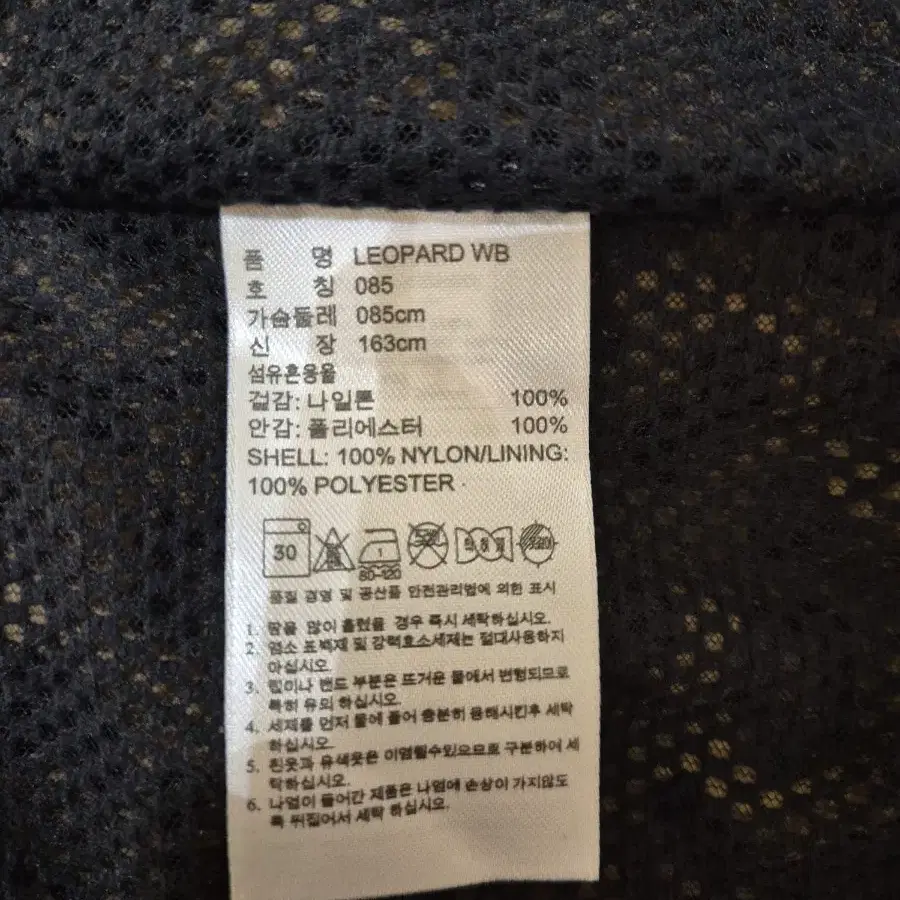 품 명 LEOPARD WB
호 칭 085
가슴둘레 085cm
신 장 163cm
섬유혼용율
겉감: 나일론 100%
안감: 폴리에스터 100%
SHELL: 100% NYLON/LINING:
100% POLYESTER
30
1
80-120
품질 경영 및 공산품 안전관리법에 의한 표시
1. 땀을 많이 흘렸을 경우 즉시 세탁하십시오.
2. 염소 표백제 및 강력효소세제는 절대사용하지
마십시오
3. 립이나 밴드 부분은 뜨거운 물에서 변형되므로
특히 유의 하십시오.
4. 세제를 먼저 물에 풀어 충분히 용해시킨후 세탁
하십시오.
5. 흰옷과 유색옷은 이염될수있으므로 구분하여 세
탁하십시오.
6. 나염이 들어간 제품은 나염에 손상이 가지않도
록 뒤집어서 세탁 하십시오.